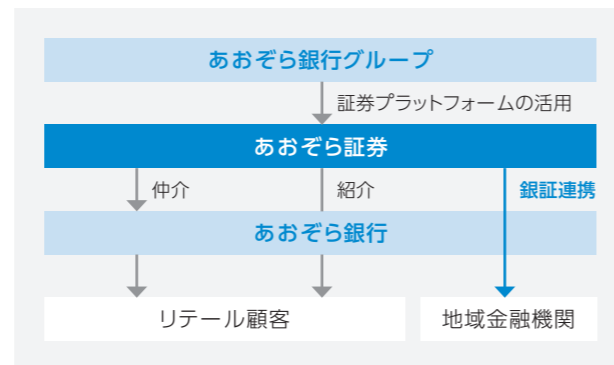 あおぞら銀行グループ
証券プラットフォームの活用
あおぞら証券
仲介
紹介
銀証連携
あおぞら銀行
リテール顧客
地域金融機関